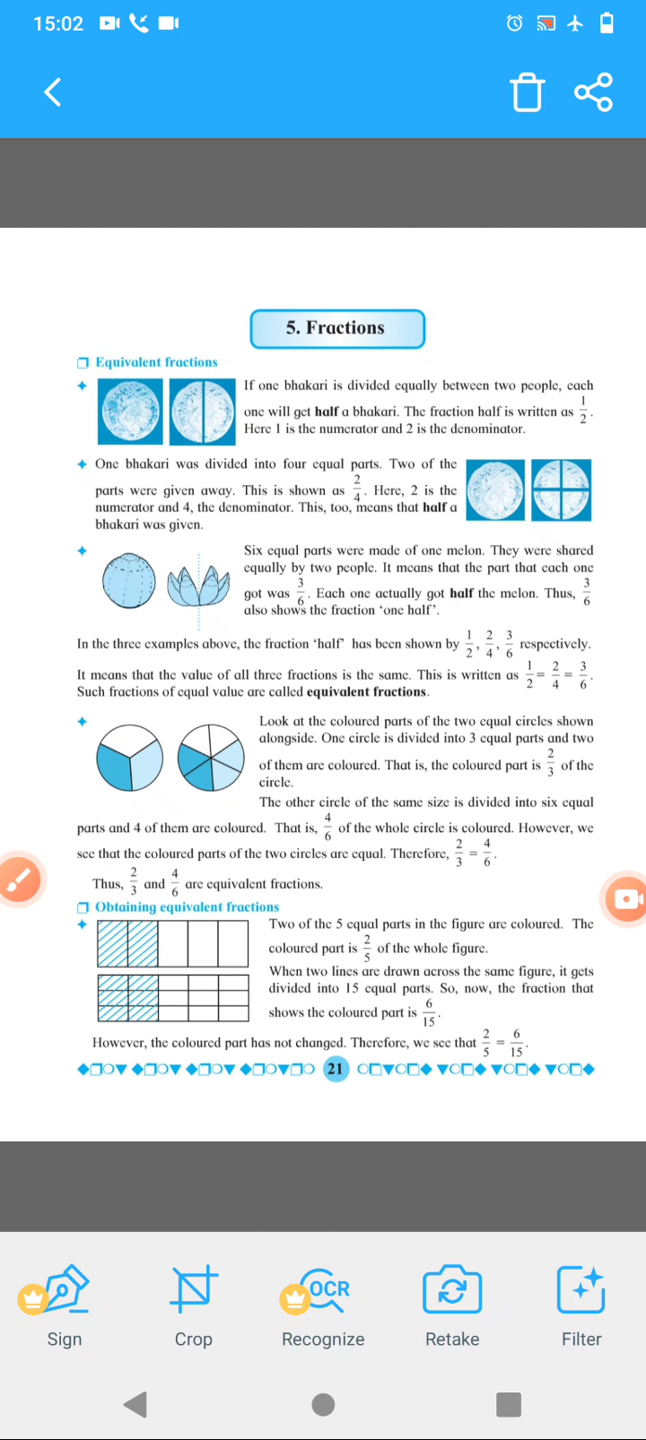 15:02
5. Fractions
Equivalent fractions
If one bhakari is divided equally between two people, each
one will get half a bhakari. The fraction half is written as 1/2.
Here 1 is the numerator and 2 is the denominator.
One bhakari was divided into four equal parts. Two of the
parts were given away. This is shown as 2/4. Here, 2 is the
numerator and 4, the denominator. This, too, means that half a
bhakari was given.
Six equal parts were made of one melon. They were shared
equally by two people. It means that the part that each one
got was 3/6. Each one actually got half the melon. Thus, 3/6
also shows the fraction ‘one half’.
In the three examples above, the fraction ‘half’ has been shown by 1/2, 2/4, 3/6 respectively.
It means that the value of all three fractions is the same. This is written as 1/2 = 2/4 = 3/6.
Such fractions of equal value are called equivalent fractions.
Look at the coloured parts of the two equal circles shown
alongside. One circle is divided into 3 equal parts and two
of them are coloured. That is, the coloured part is 2/3 of the
circle.
The other circle of the same size is divided into six equal
parts and 4 of them are coloured. That is, 4/6 of the whole circle is coloured. However, we
see that the coloured parts of the two circles are equal. Therefore, 2/3 = 4/6.
Thus, 2/3 and 4/6 are equivalent fractions.
Obtaining equivalent fractions
Two of the 5 equal parts in the figure are coloured. The
coloured part is 2/5 of the whole figure.
When two lines are drawn across the same figure, it gets
divided into 15 equal parts. So, now, the fraction that
shows the coloured part is 6/15.
However, the coloured part has not changed. Therefore, we see that 2/5 = 6/15.
21
OCR
Sign Crop Recognize Retake Filter